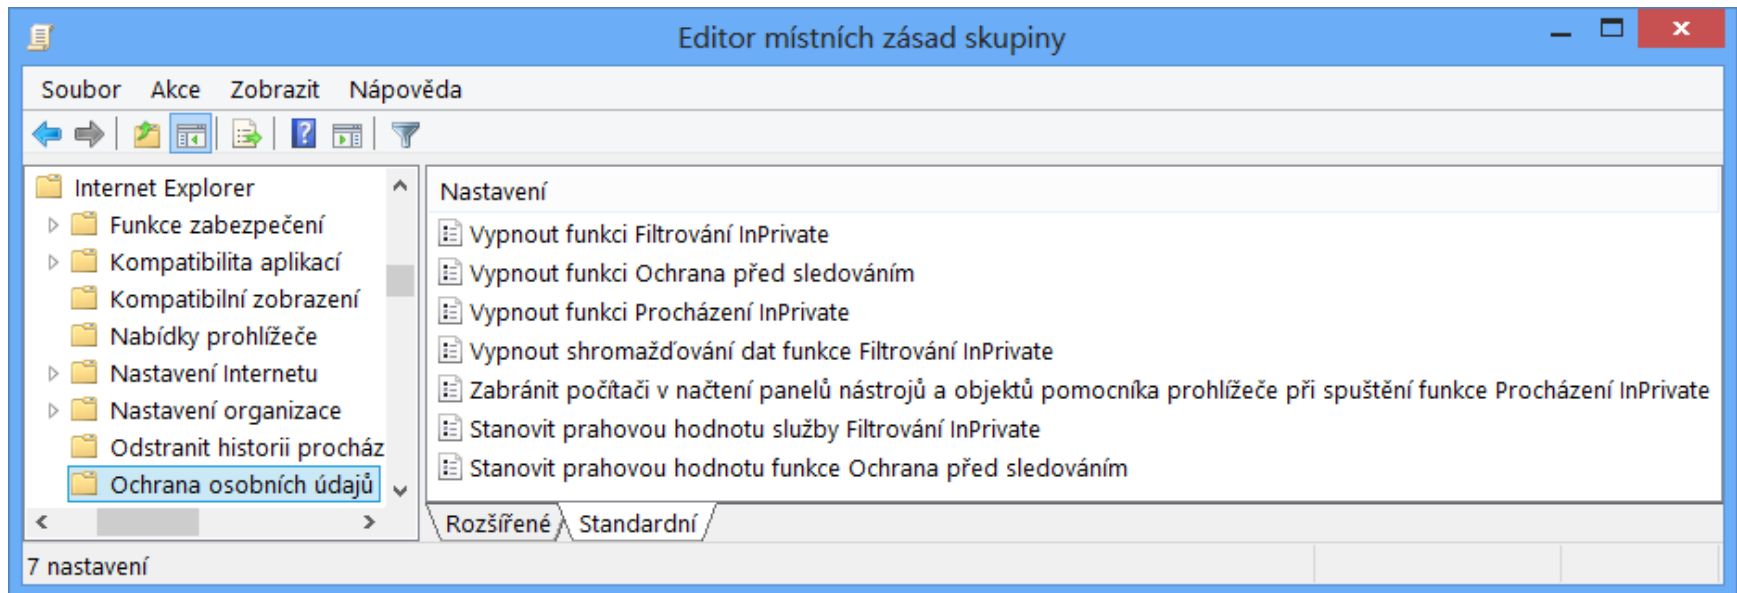 Editor místních zásad skupiny
Soubor Akce Zobrazit Nápověda
Internet Explorer
Funkce zabezpečení
Kompatibilita aplikací
Kompatibilní zobrazení
Nabídky prohlížeče
Nastavení Internetu
Nastavení organizace
Odstranit historii procház
Ochrana osobních údajů
Nastavení
Vypnout funkci Filtrování InPrivate
Vypnout funkci Ochrana před sledováním
Vypnout funkci Procházení InPrivate
Vypnout shromažďování dat funkce Filtrování InPrivate
Zabránit počítači v načtení panelů nástrojů a objektů pomocníka prohlížeče při spuštění funkce Procházení InPrivate
Stanovit prahovou hodnotu služby Filtrování InPrivate
Stanovit prahovou hodnotu funkce Ochrana před sledováním
Rozšířené Standardní
7 nastavení